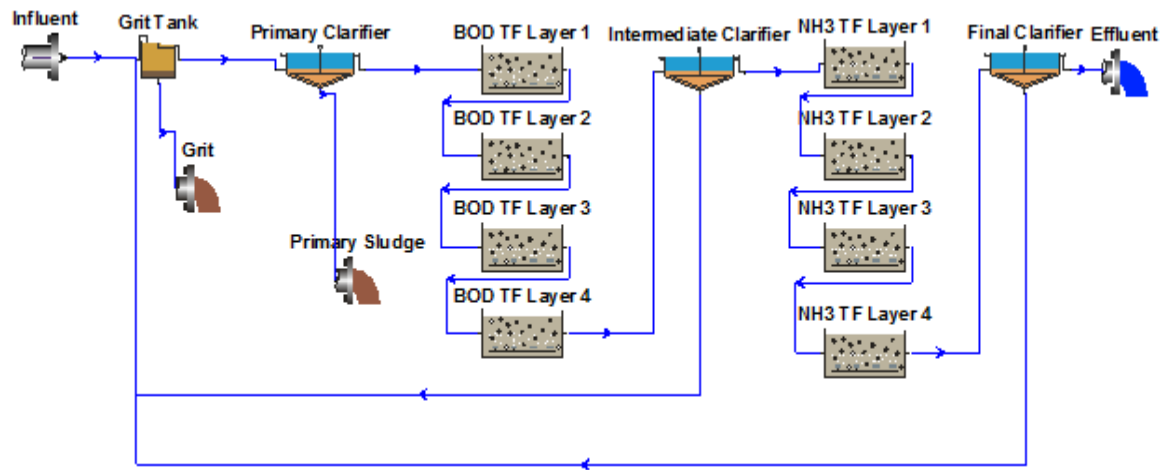 Influent
Grit Tank
Primary Clarifier
BOD TF Layer 1
Intermediate Clarifier
NH3 TF Layer 1
Final Clarifier
Effluent
BOD TF Layer 2
NH3 TF Layer 2
Grit
BOD TF Layer 3
NH3 TF Layer 3
Primary Sludge
BOD TF Layer 4
NH3 TF Layer 4